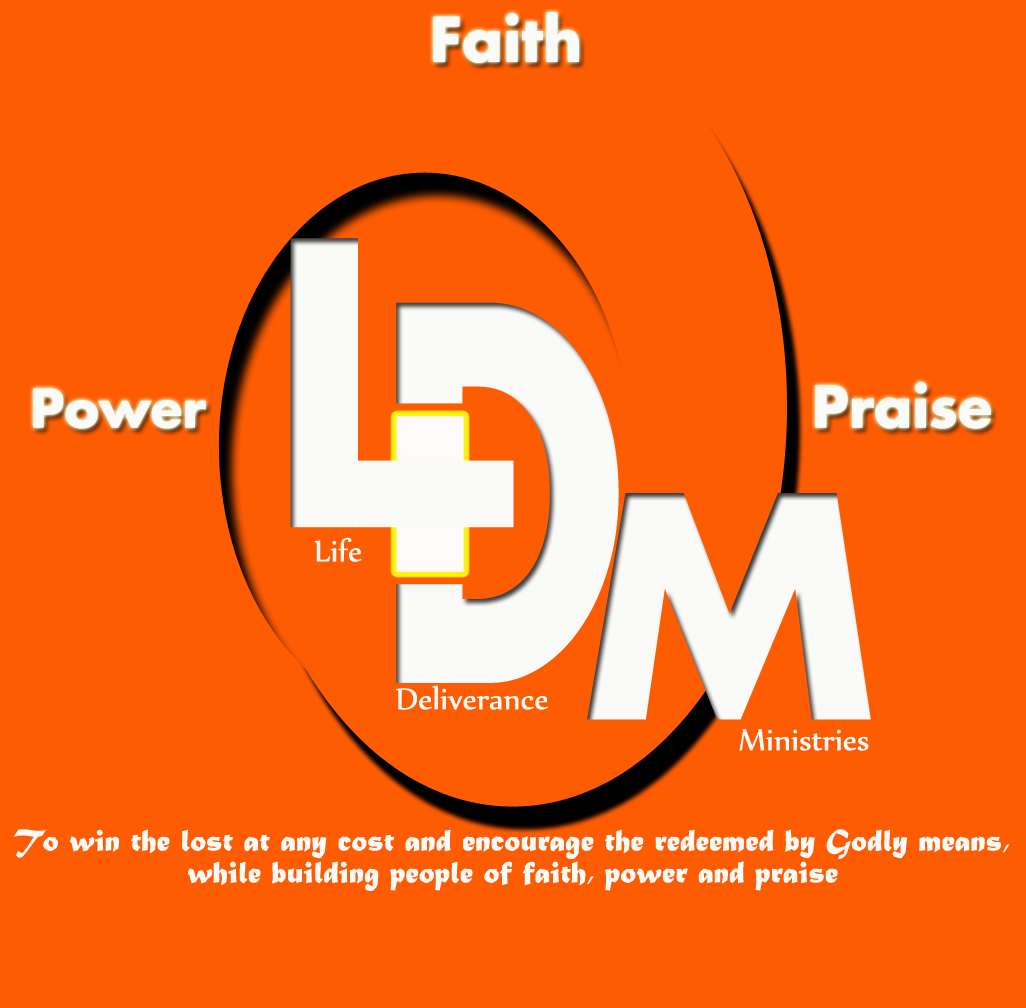 Faith
Power
Praise
LDM
Life
Deliverance
Ministries
To win the lost at any cost and encourage the redeemed by Godly means,
while building people of faith, power and praise